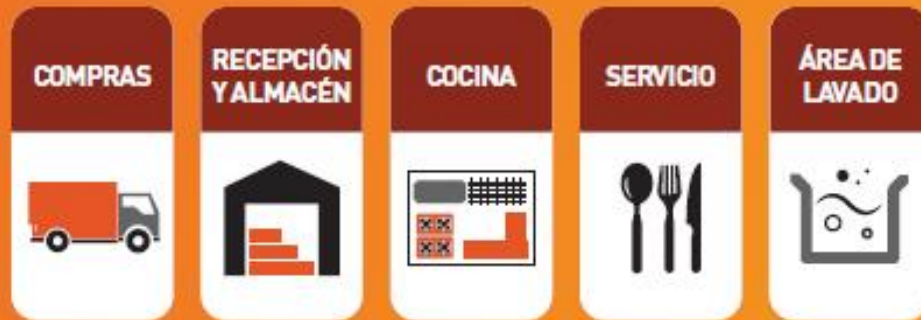 COMPRAS
RECEPCIÓN
Y ALMACÉN
COCINA
SERVICIO
ÁREA DE
LAVADO